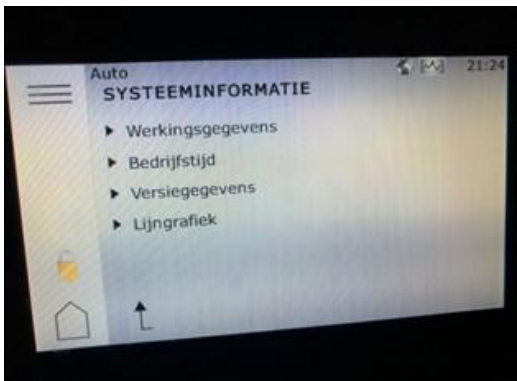 Auto
21:24
SYSTEEMINFORMATIE
Werkingsgegevens
Bedrijfstijd
Versiegegevens
Lijngrafiek